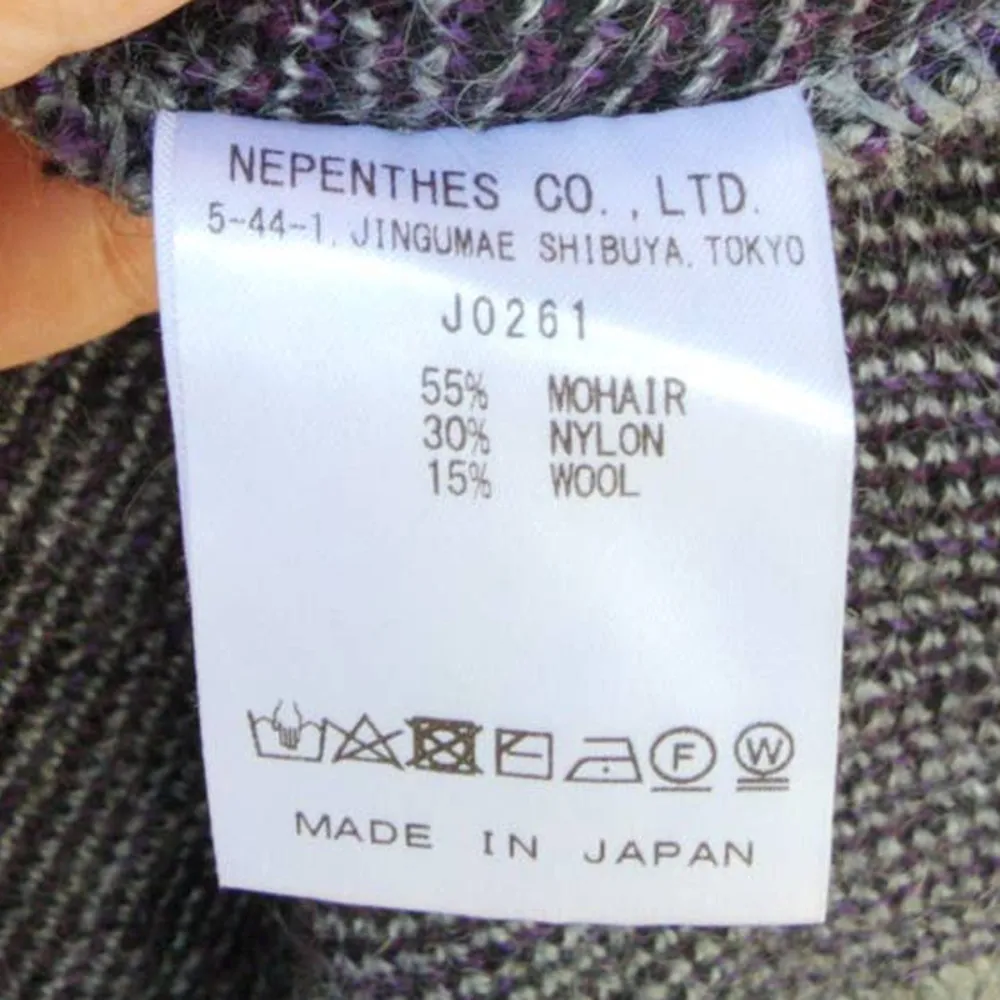 NEPENTHES CO.,LTD.
5-44-1, JINGUMAE SHIBUYA, TOKYO
J0261
55% MOHAIR
30% NYLON
15% WOOL
F W
MADE IN JAPAN